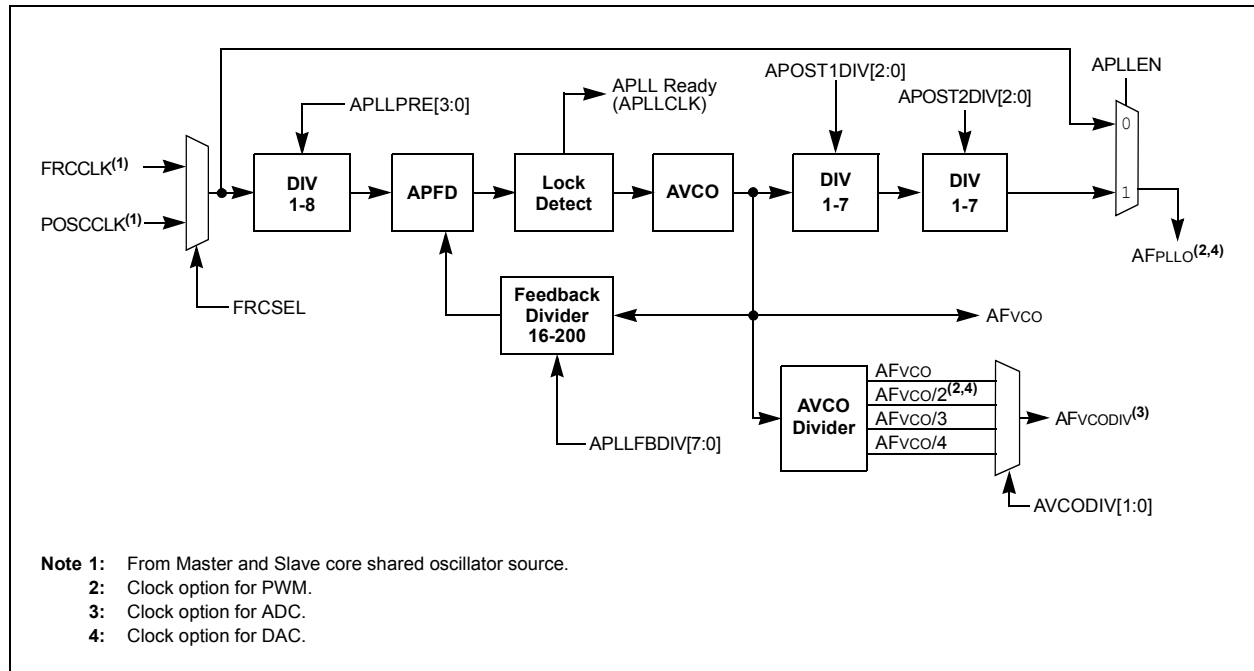 APLLEN
APOST1DIV[2:0]
APLL Ready
(APLLCLK)
APOST2DIV[2:0]
APLLPRE[3:0]
0
FRCCLK(1)
DIV
1-8
APFD
Lock
Detect
AVCO
DIV
1-7
DIV
1-7
1
POSCCLK(1)
AFPLLO(2,4)
FRCSEL
Feedback
Divider
16-200
AFVCO
AVCO
Divider
AFVCO
AFVCO/2(2,4)
AFVCO/3
AFVCO/4
AFVCODIV(3)
APLLFBDIV[7:0]
AVCODIV[1:0]
Note 1: From Master and Slave core shared oscillator source.
2: Clock option for PWM.
3: Clock option for ADC.
4: Clock option for DAC.